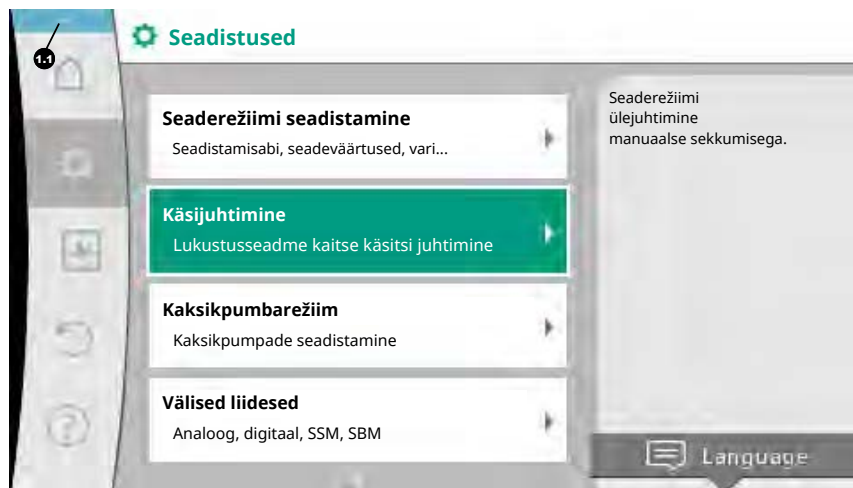 Seadistused
1.1
Seaderežiimi seadistamine
Seadistamisabi, seadeväärtused, vari...
Käsijuhtimine
Lukustusseadme kaitse käsitsi juhtimine
Kaksikpumbarežiim
Kaksikpumpade seadistamine
Välised liidesed
Analoog, digitaal, SSM, SBM
Seaderežiimi
ülejuhtimine
manuaalse sekkumisega.
Language